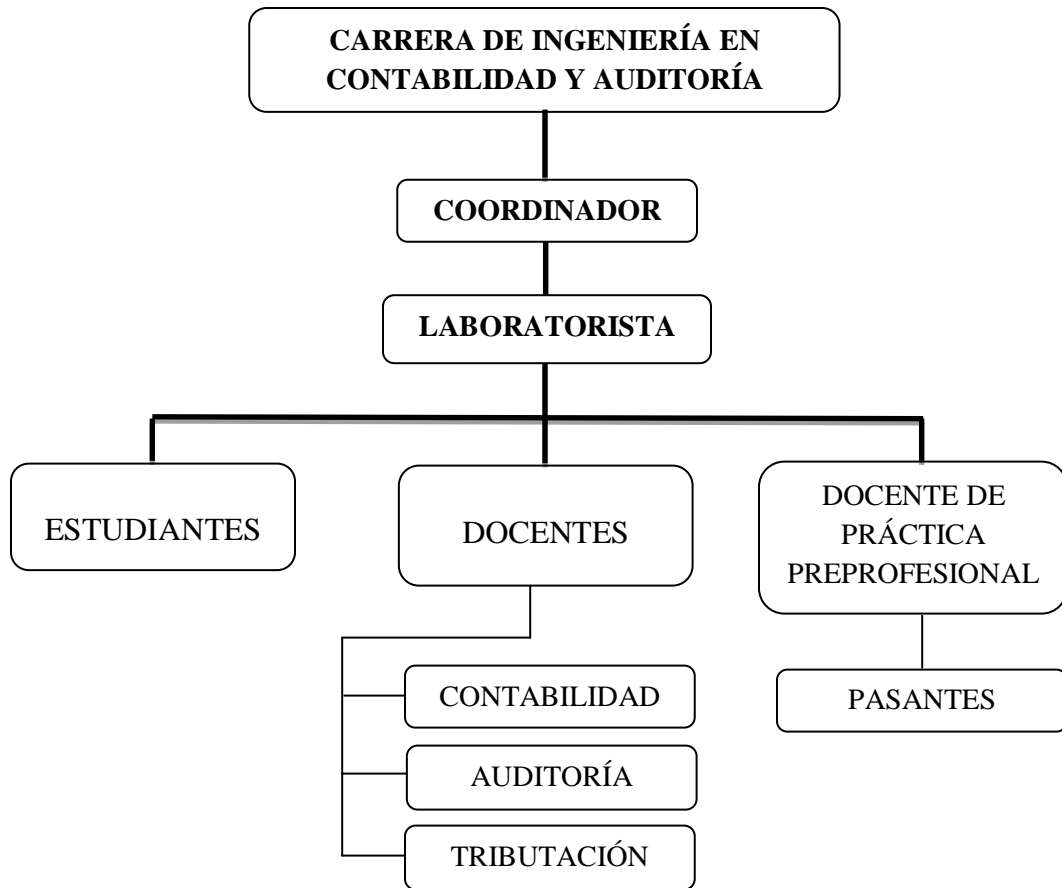 CARRERA DE INGENIERÍA EN
CONTABILIDAD Y AUDITORÍA
COORDINADOR
LABORATORISTA
ESTUDIANTES
DOCENTES
DOCENTE DE
PRÁCTICA
PREPROFESIONAL
CONTABILIDAD
AUDITORÍA
TRIBUTACIÓN
PASANTES